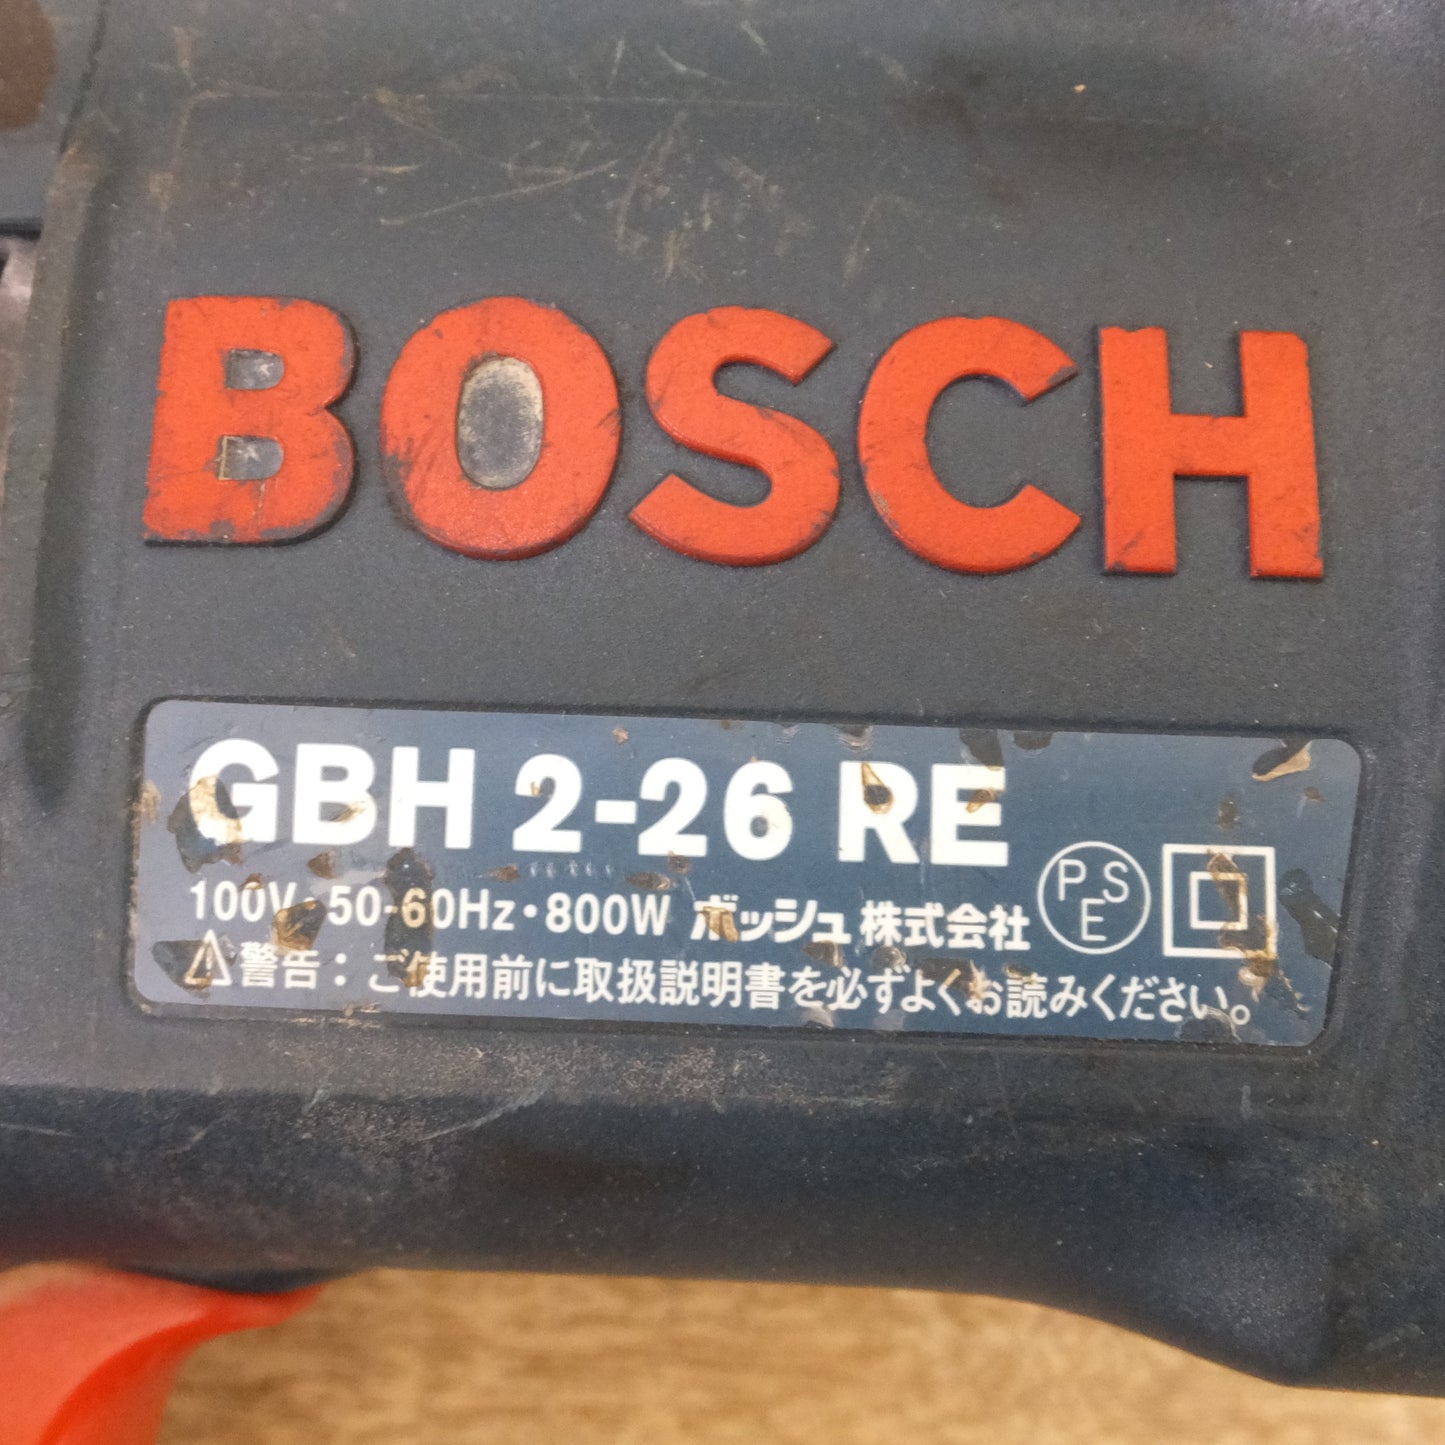 BOSCH
GBH 2-26 RE
100V・50-60Hz・800W ボッシュ 株式会社
PSE
警告：ご使用前に取扱説明書を必ずよくお読みください。